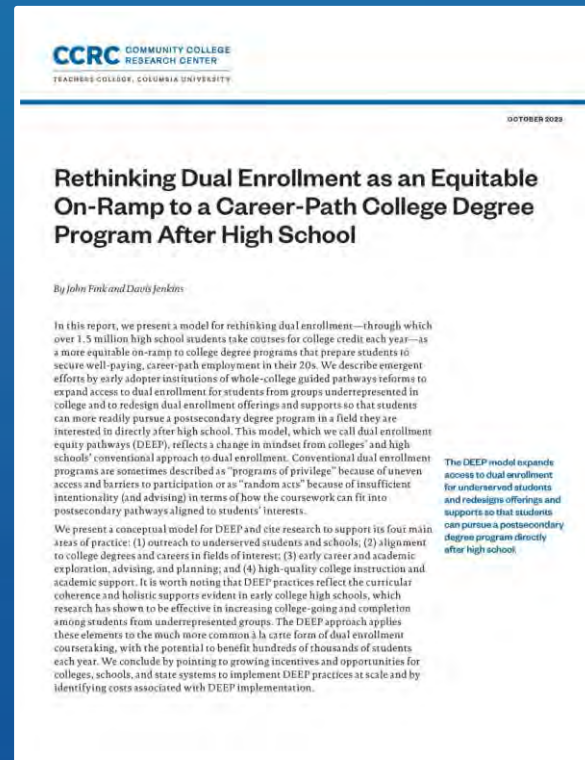 CCRC COMMUNITY COLLEGE
RESEARCH CENTER
TEACHERS COLLEGE, COLUMBIA UNIVERSITY
OCTOBER 2023
Rethinking Dual Enrollment as an Equitable
On-Ramp to a Career-Path College Degree
Program After High School
By John Fink and Davis Jenkins
In this report, we present a model for rethinking dual enrollment—through which
over 1.5 million high school students take courses for college credit each year—as
a more equitable on-ramp to college degree programs that prepare students to
secure well-paying, career-path employment in their 20s. We describe emergent
efforts by early adopter institutions of whole-college guided pathways reforms to
expand access to dual enrollment for students from groups underrepresented in
college and to redesign dual enrollment offerings and supports so that students
can more readily pursue a postsecondary degree program in a field they are
interested in directly after high school. This model, which we call dual enrollment
equity pathways (DEEP), reflects a change in mindset from colleges' and high
schools' conventional approach to dual enrollment. Conventional dual enrollment
programs are sometimes described as “programs of privilege” because of uneven
access and barriers to participation or as “random acts” because of insufficient
intentionality (and advising) in terms of how the coursework can fit into
postsecondary pathways aligned to students' interests.
The DEEP model expands
access to dual enrollment
for underserved students
and redesigns offerings and
supports so that students
can pursue a postsecondary
degree program directly
after high school.
We present a conceptual model for DEEP and cite research to support its four main
areas of practice: (1) outreach to underserved students and schools; (2) alignment
to college degrees and careers in fields of interest; (3) early career and academic
exploration, advising, and planning; and (4) high-quality college instruction and
academic support. It is worth noting that DEEP practices reflect the curricular
coherence and holistic supports evident in early college high schools, which
research has shown to be effective in increasing college-going and completion
among students from underrepresented groups. The DEEP approach applies
these elements to the much more common à la carte form of dual enrollment
coursetaking, with the potential to benefit hundreds of thousands of students
each year. We conclude by pointing to growing incentives and opportunities for
colleges, schools, and state systems to implement DEEP practices at scale and by
identifying costs associated with DEEP implementation.